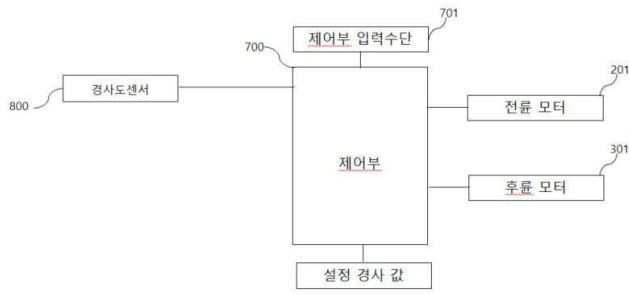 701
제어부 입력수단
700
201
경사도센서
800
전륜 모터
301
제어부
후륜 모터
설정 경사 값